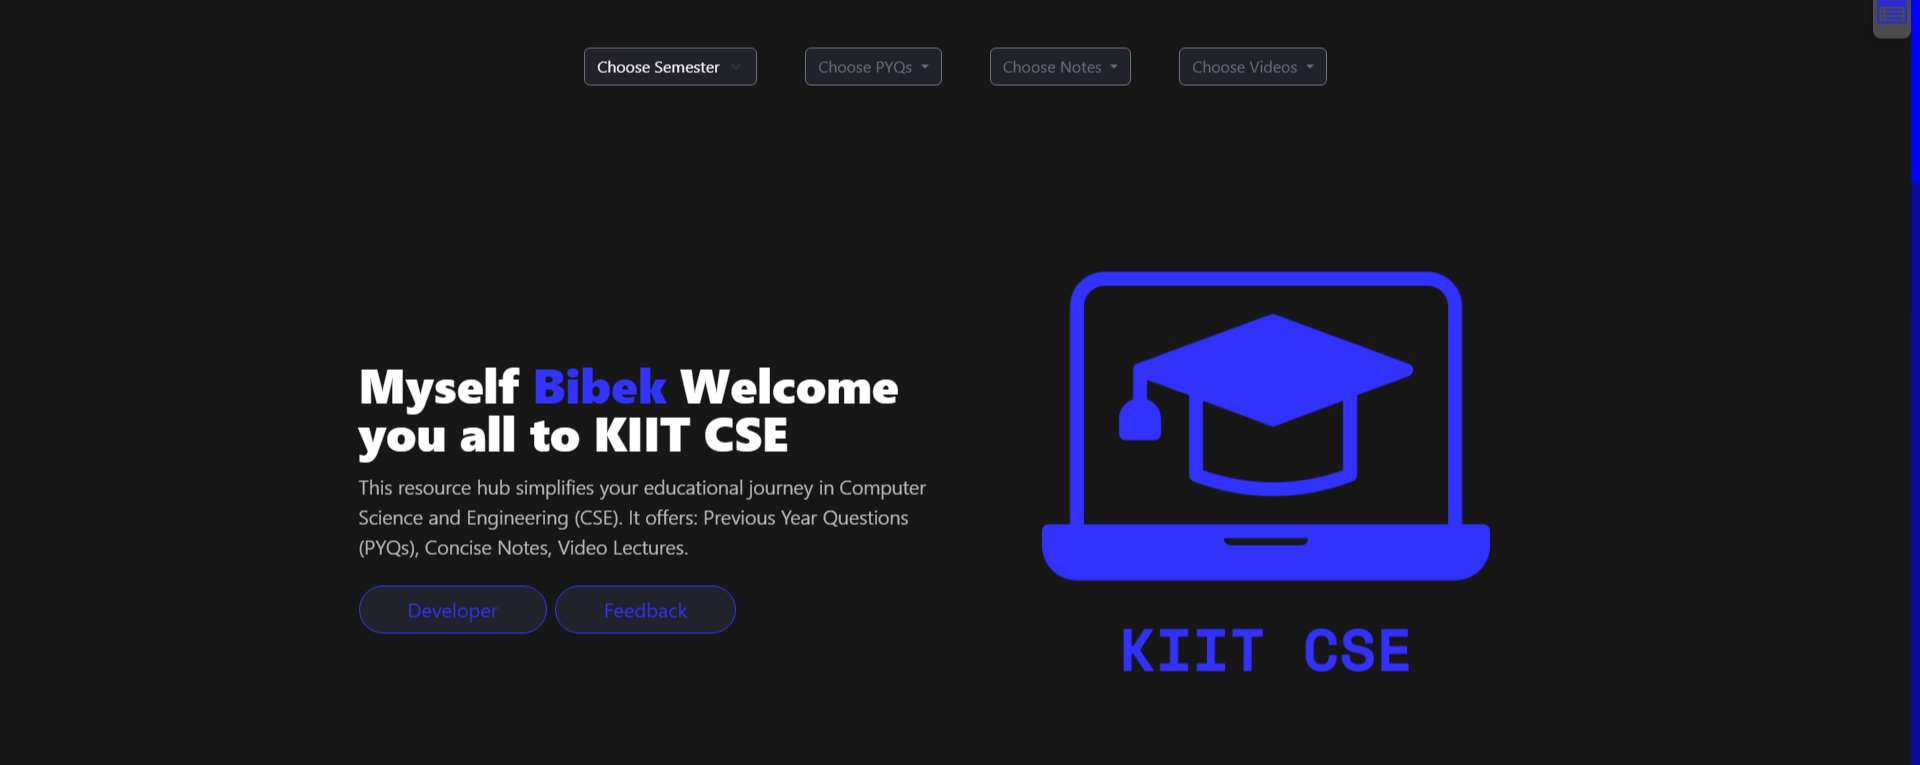 Choose Semester
Choose PYQs
Choose Notes
Choose Videos
Myself Bibek Welcome
you all to KIIT CSE
This resource hub simplifies your educational journey in Computer
Science and Engineering (CSE). It offers: Previous Year Questions
(PYQs), Concise Notes, Video Lectures.
Developer
Feedback
KIIT CSE